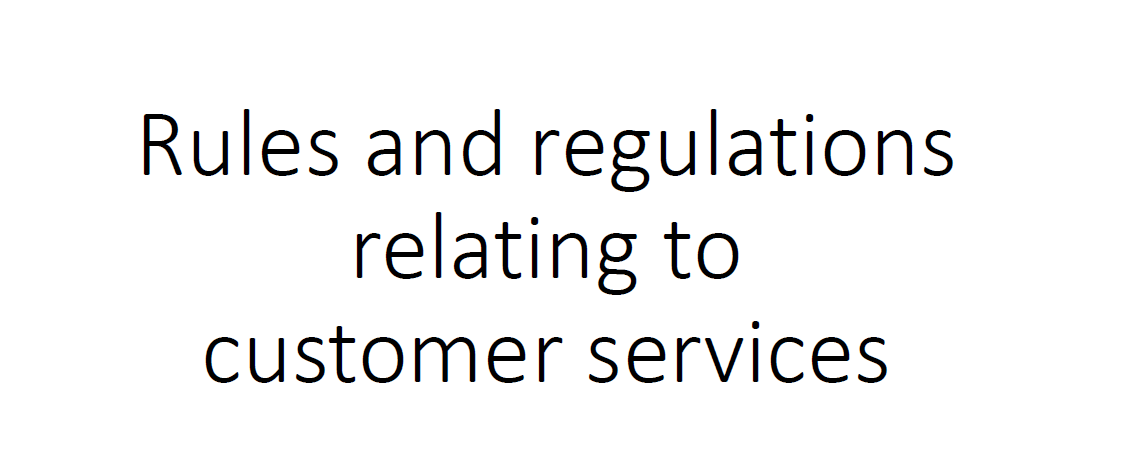 Rules and regulations
relating to
customer services